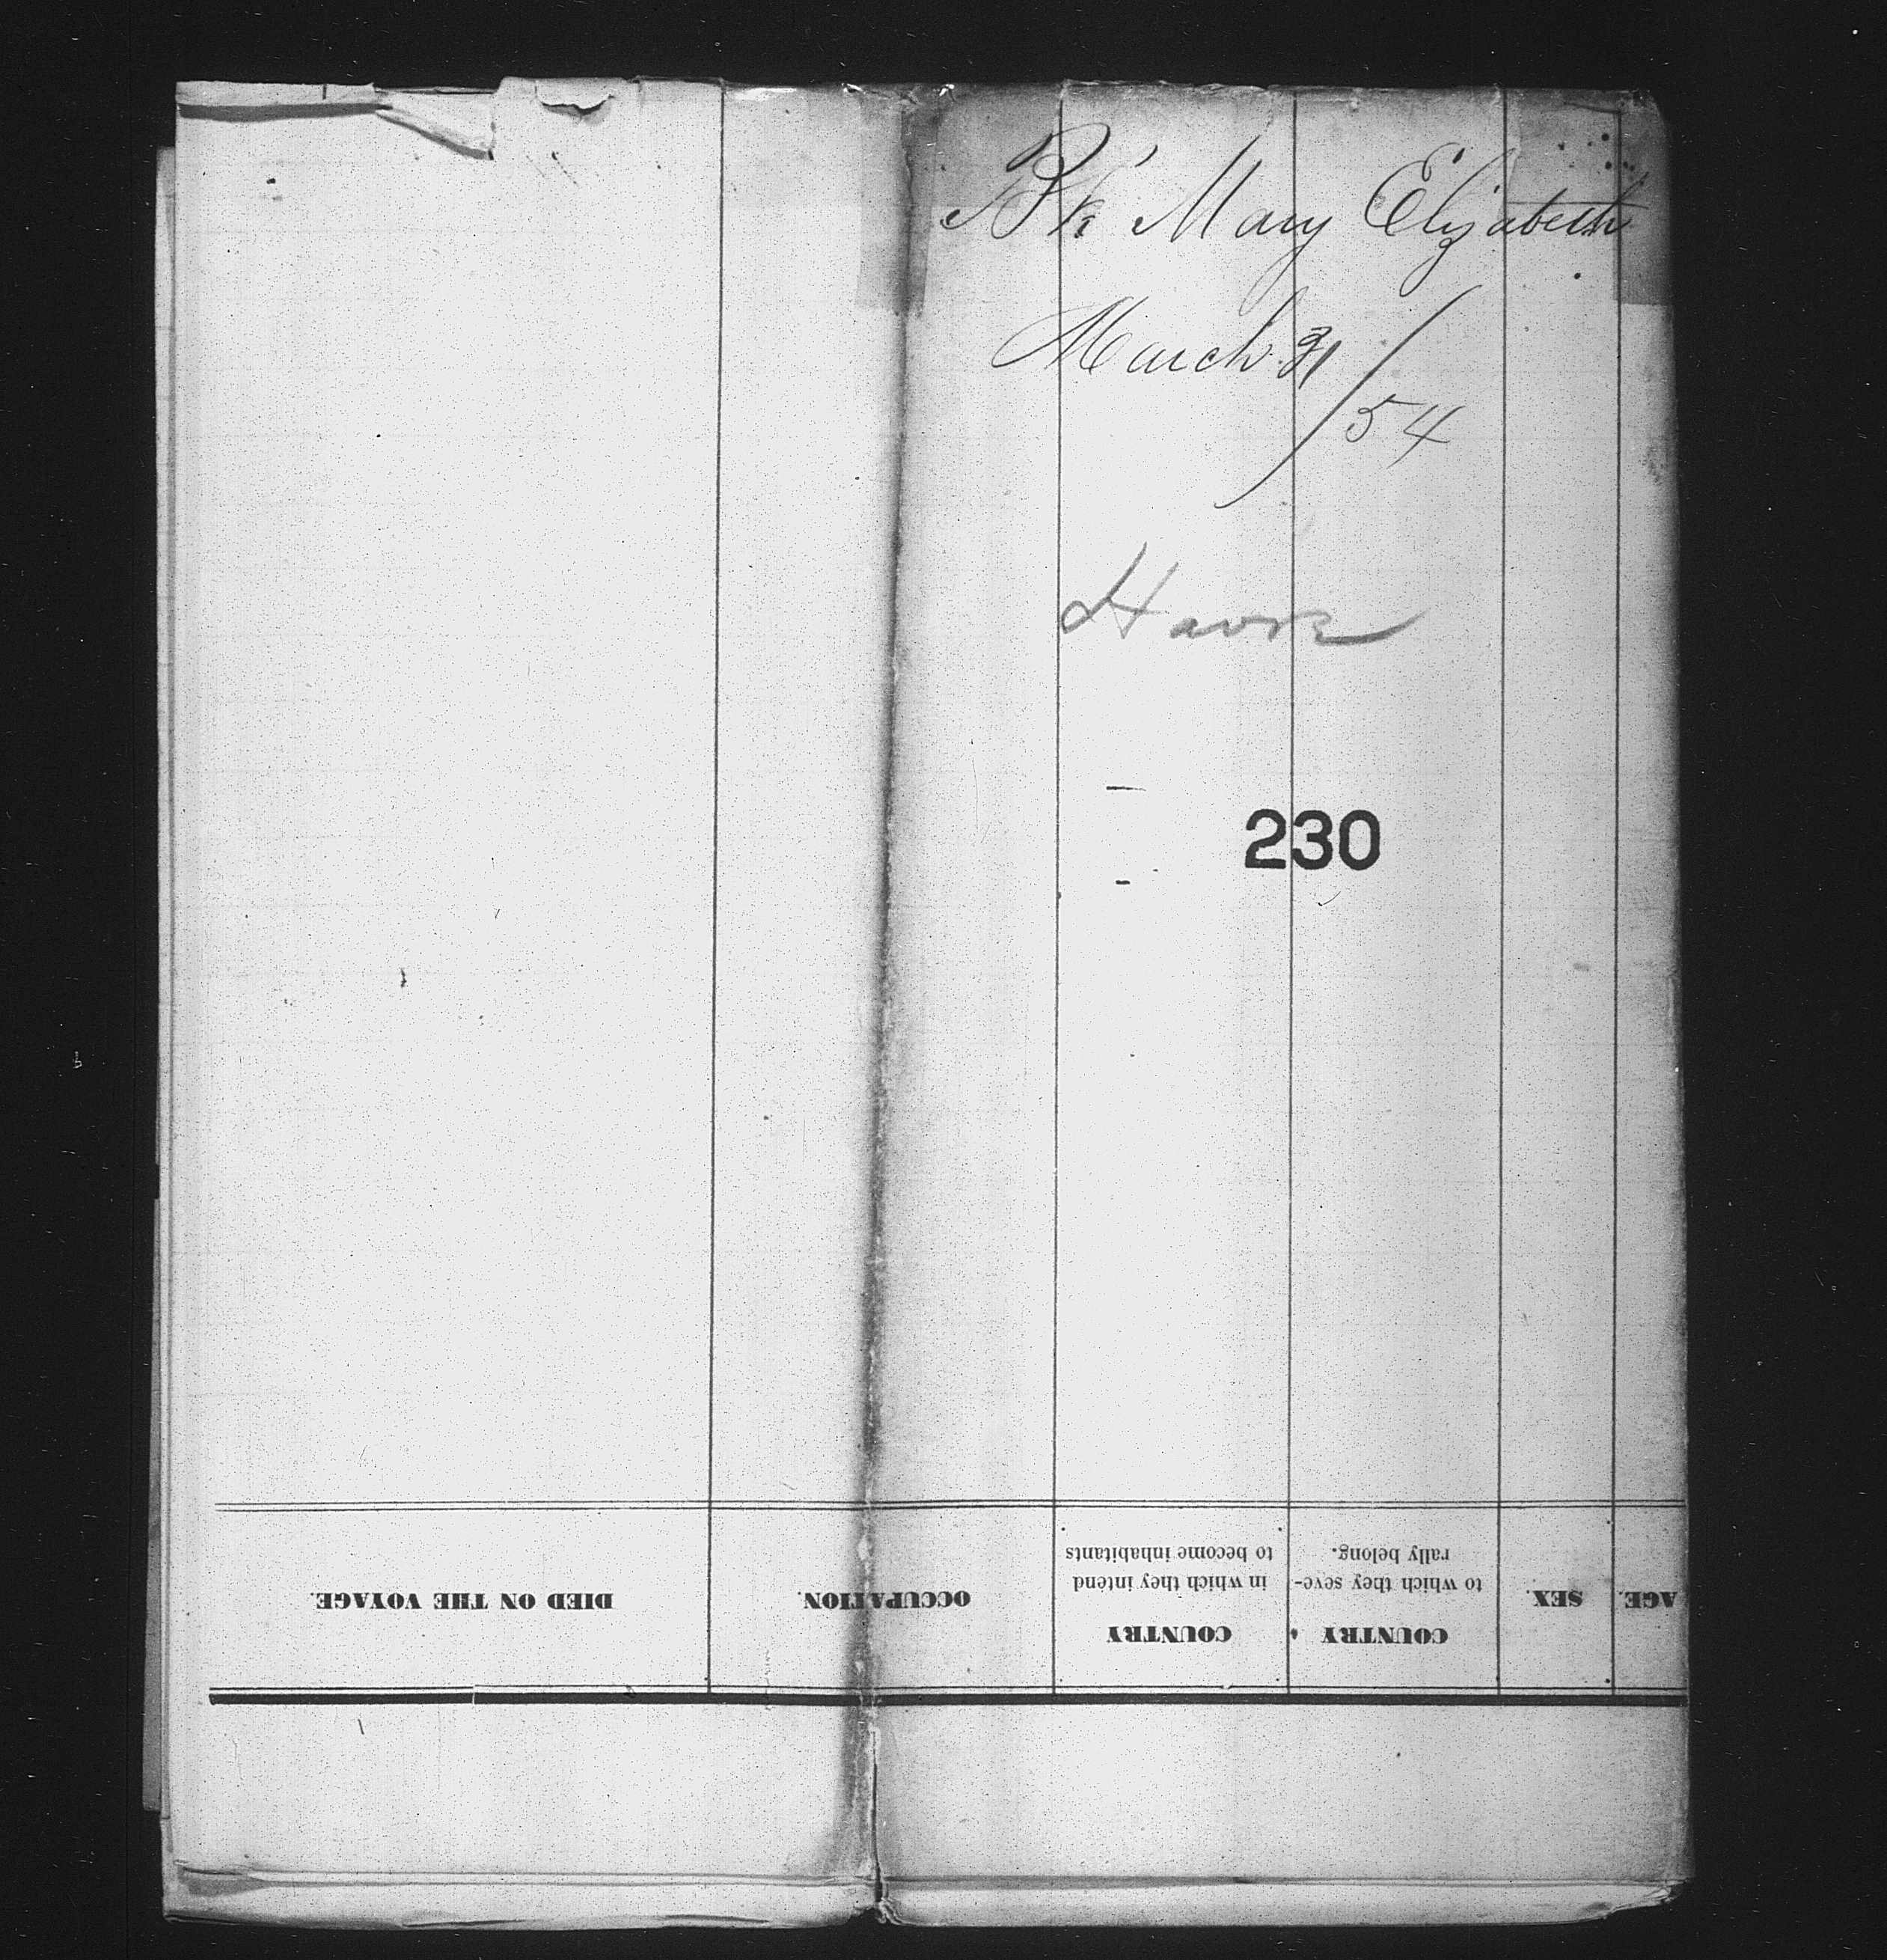 Bk Mary Elizabeth
March 31/54
Havre
230
AGE.
SEX.
COUNTRY
to which they seve-
rally belong.
COUNTRY
in which they intend
to become inhabitants
OCCUPATION.
DIED ON THE VOYAGE.